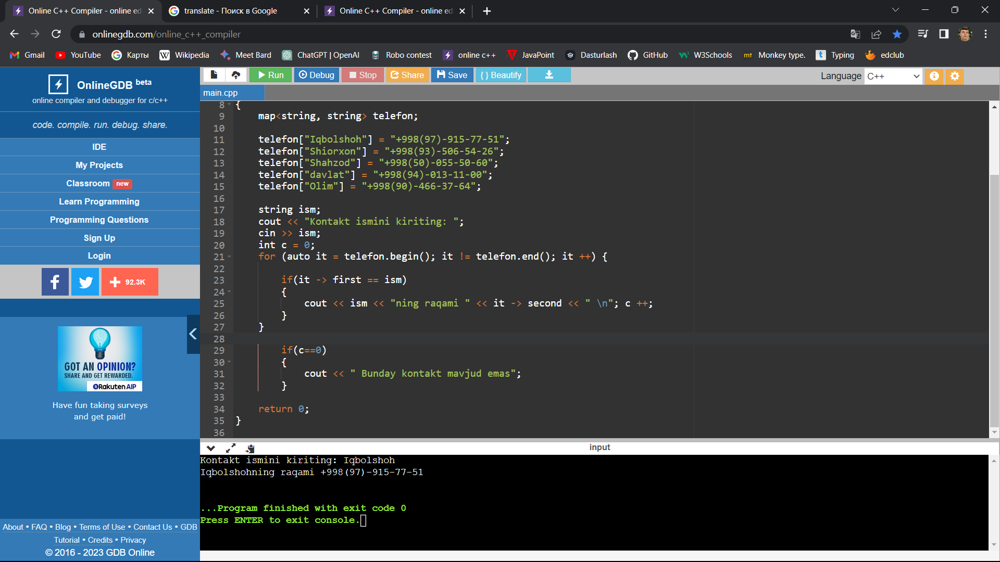 Online C++ Compiler - online ed
translate - Поиск в Google
Online C++ Compiler - online ed
onlinegdb.com/online_c++_compiler
Gmail YouTube Карты Wikipedia Meet Bard ChatGPT | OpenAI Robo contest online c++ JavaPoint Dasturlash GitHub W3Schools Monkey type. Typing edclub
OnlineGDB beta
online compiler and debugger for c/c++
code. compile. run. debug. share.
IDE
My Projects
Classroom new
Learn Programming
Programming Questions
Sign Up
Login
92.3K
GOT AN OPINION?
SHARE AND GET REWARDED.
Rakuten AIP
Have fun taking surveys
and get paid!
About • FAQ • Blog • Terms of Use • Contact Us • GDB
Tutorial • Credits • Privacy
© 2016 - 2023 GDB Online
Run Debug Stop Share Save { } Beautify Language C++
main.cpp
8 {
9 map<string, string> telefon;
10
11 telefon["Iqbolshoh"] = "+998(97)-915-77-51";
12 telefon["Shiorxon"] = "+998(93)-506-54-26";
13 telefon["Shahzod"] = "+998(50)-055-50-60";
14 telefon["davlat"] = "+998(94)-013-11-00";
15 telefon["Olim"] = "+998(90)-466-37-64";
16
17 string ism;
18 cout << "Kontakt ismini kiriting: ";
19 cin >> ism;
20 int c = 0;
21 for (auto it = telefon.begin(); it != telefon.end(); it ++) {
22
23 if(it -> first == ism)
24 {
25 cout << ism << "ning raqami " << it -> second << " \n"; c ++;
26 }
27 }
28
29 if(c==0)
30 {
31 cout << " Bunday kontakt mavjud emas";
32 }
33
34 return 0;
35 }
36
input
Kontakt ismini kiriting: Iqbolshoh
Iqbolshohning raqami +998(97)-915-77-51
...Program finished with exit code 0
Press ENTER to exit console.